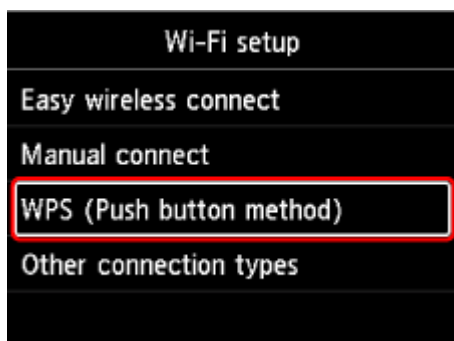 Wi-Fi setup
Easy wireless connect
Manual connect
WPS (Push button method)
Other connection types